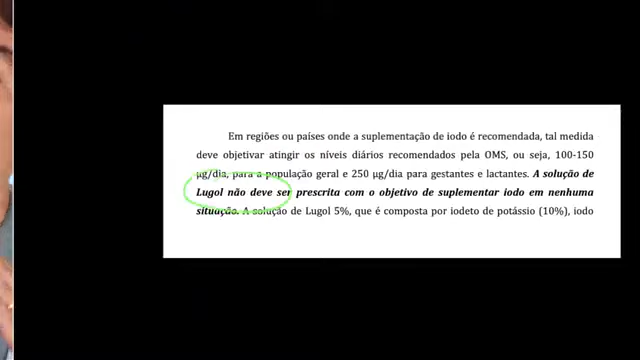 Em regiões ou países onde a suplementação de iodo é recomendada, tal medida
deve objetivar atingir os níveis diários recomendados pela OMS, ou seja, 100-150
µg/dia, para a população geral e 250 µg/dia para gestantes e lactantes. A solução de
Lugol não deve ser prescrita com o objetivo de suplementar iodo em nenhuma
situação. A solução de Lugol 5%, que é composta por iodeto de potássio (10%), iodo